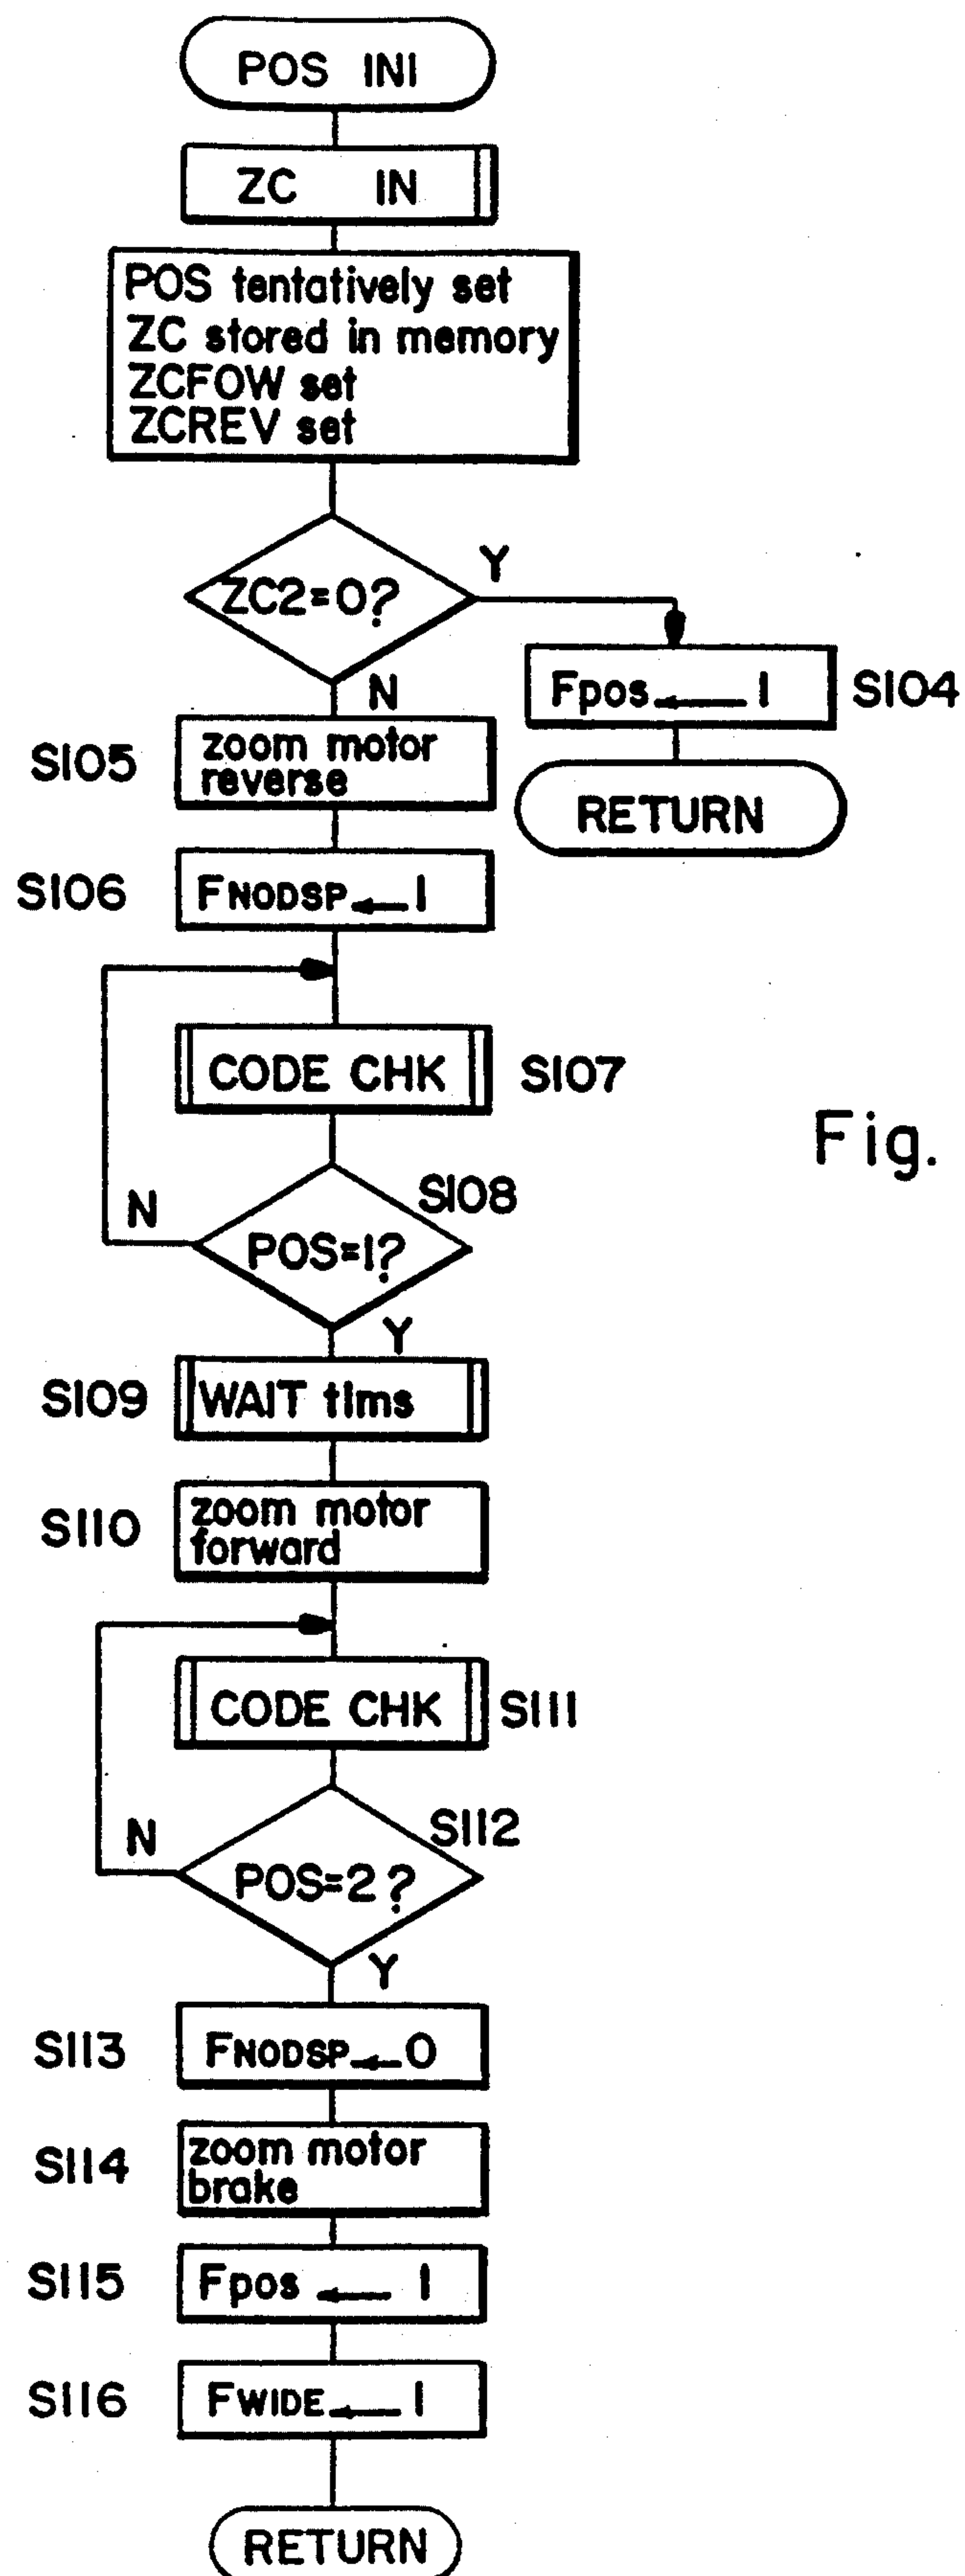 POS INI
ZC IN
POS tentatively set
ZC stored in memory
ZCFOW set
ZCREV set
ZC2=0?
Y
N
Fpos ← 1
S104
RETURN
S105
zoom motor
reverse
S106
FNODSP ← 1
CODE CHK
S107
S108
N
POS=1?
Y
Fig.
S109
WAIT t1ms
S110
zoom motor
forward
CODE CHK
S111
S112
N
POS=2?
Y
S113
FNODSP ← 0
S114
zoom motor
brake
S115
Fpos ← 1
S116
FWIDE ← 1
RETURN